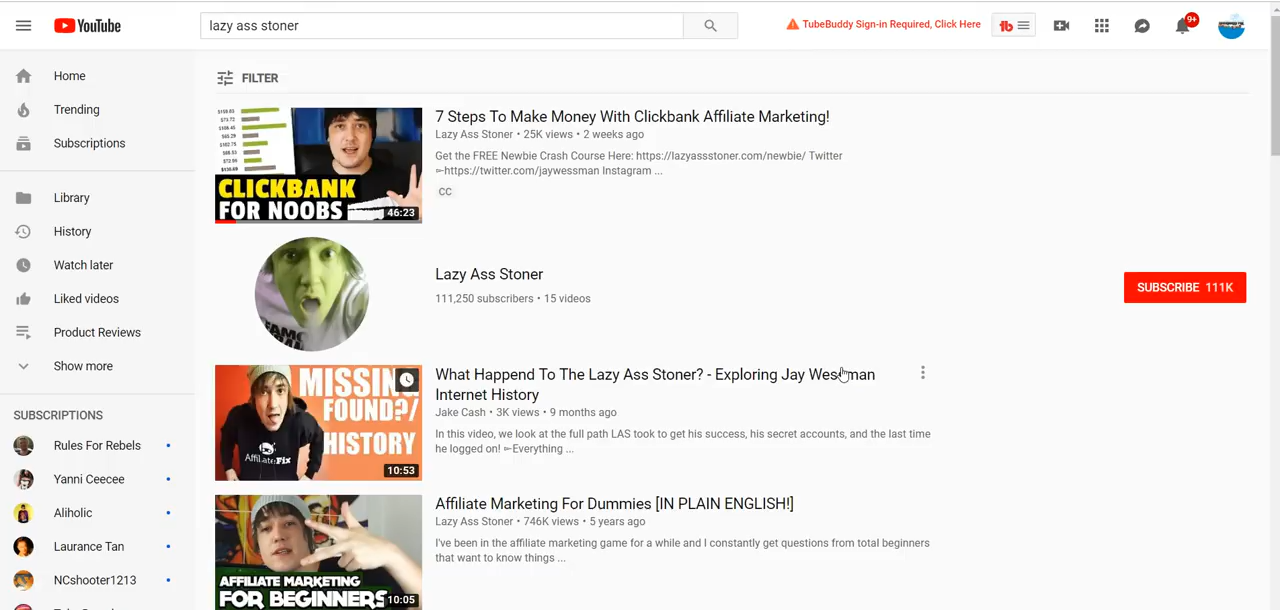 YouTube
lazy ass stoner
TubeBuddy Sign-in Required, Click Here
tb
9+
Home
Trending
Subscriptions
Library
History
Watch later
Liked videos
Product Reviews
Show more
SUBSCRIPTIONS
Rules For Rebels
Yanni Ceecee
Aliholic
Laurance Tan
NCshooter1213
FILTER
CLICKBANK
FOR NOOBS
46:23
7 Steps To Make Money With Clickbank Affiliate Marketing!
Lazy Ass Stoner • 25K views • 2 weeks ago
Get the FREE Newbie Crash Course Here: https://lazyassstoner.com/newbie/ Twitter
➳https://twitter.com/jaywessman Instagram ...
CC
Lazy Ass Stoner
111,250 subscribers • 15 videos
SUBSCRIBE 111K
MISSIN
FOUND?/
HISTORY
AffiliateFix
10:53
What Happend To The Lazy Ass Stoner? - Exploring Jay Wessman
Internet History
Jake Cash • 3K views • 9 months ago
In this video, we look at the full path LAS took to get his success, his secret accounts, and the last time
he logged on! ➳Everything ...
AFFILIATE MARKETING
FOR BEGINNERS
10:05
Affiliate Marketing For Dummies [IN PLAIN ENGLISH!]
Lazy Ass Stoner • 746K views • 5 years ago
I've been in the affiliate marketing game for a while and I constantly get questions from total beginners
that want to know things ...